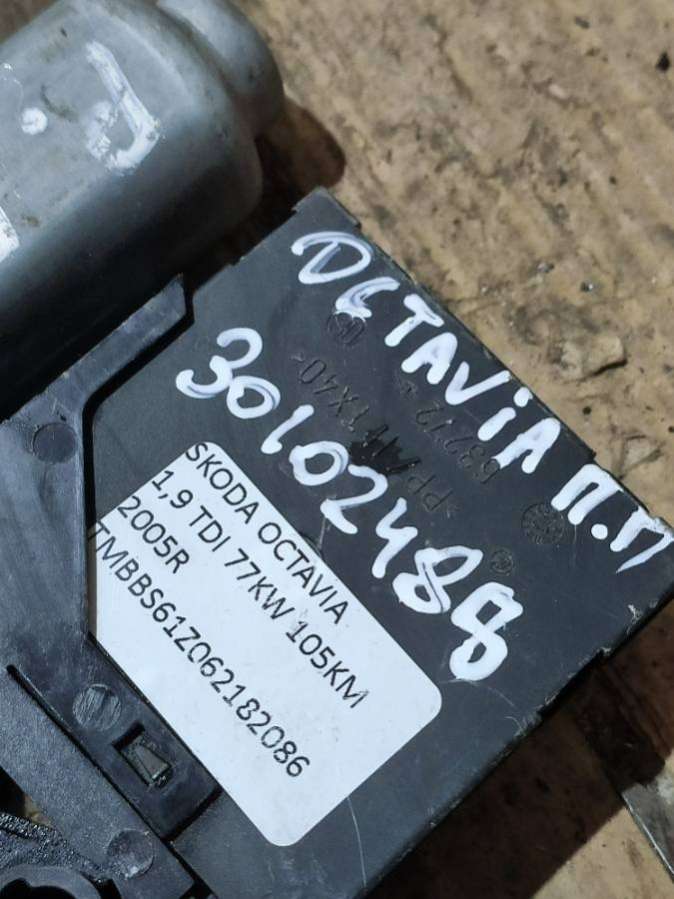 OCTAVIA П.П
30102488
SKODA OCTAVIA
1,9 TDI 77KW 105KM
2005R
TMBBS61Z062182086